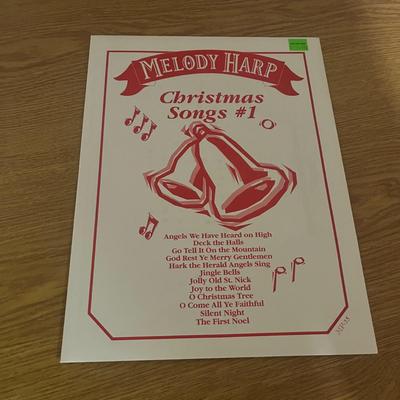 MELODY HARP
Christmas
Songs #1
Angels We Have Heard on High
Deck the Halls
Go Tell It On the Mountain
God Rest Ye Merry Gentlemen
Hark the Herald Angels Sing
Jingle Bells
Jolly Old St. Nick
Joy to the World
O Christmas Tree
O Come All Ye Faithful
Silent Night
The First Noel